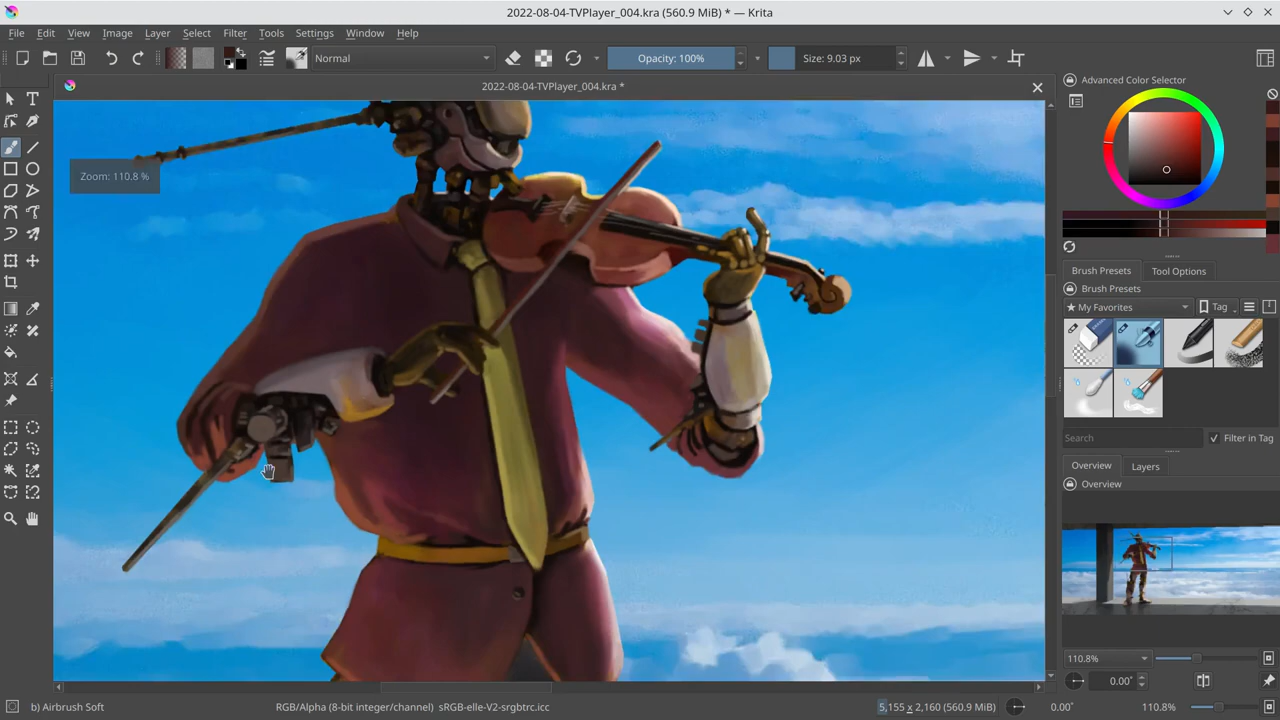 2022-08-04-TVPlayer_004.kra (560.9 MiB) * — Krita
File Edit View Image Layer Select Filter Tools Settings Window Help
Normal Opacity: 100% Size: 9.03 px
2022-08-04-TVPlayer_004.kra *
Advanced Color Selector
Zoom: 110.8 %
Brush Presets Tool Options
Brush Presets
★ My Favorites Tag
Search Filter in Tag
Overview Layers
Overview
110.8%
0.00°
b) Airbrush Soft RGB/Alpha (8-bit integer/channel) sRGB-elle-V2-srgbtrc.icc 5,155 x 2,160 (560.9 MiB) 0.00° 110.8%